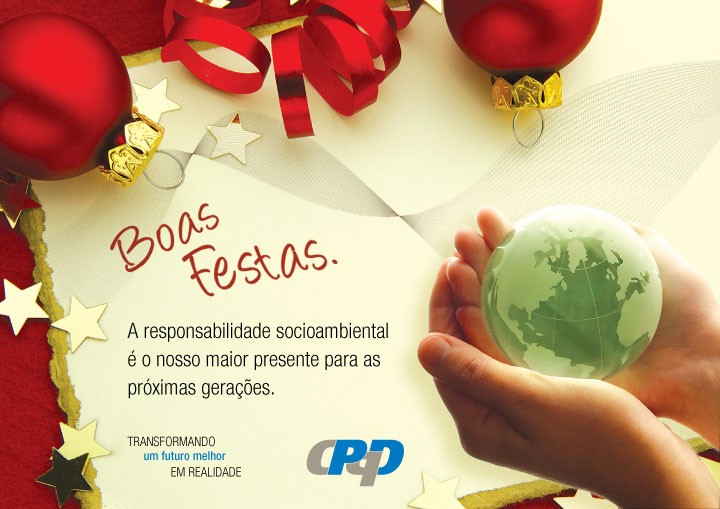 Boas
Festas.
A responsabilidade socioambiental
é o nosso maior presente para as
próximas gerações.
TRANSFORMANDO
um futuro melhor
EM REALIDADE
CPqD